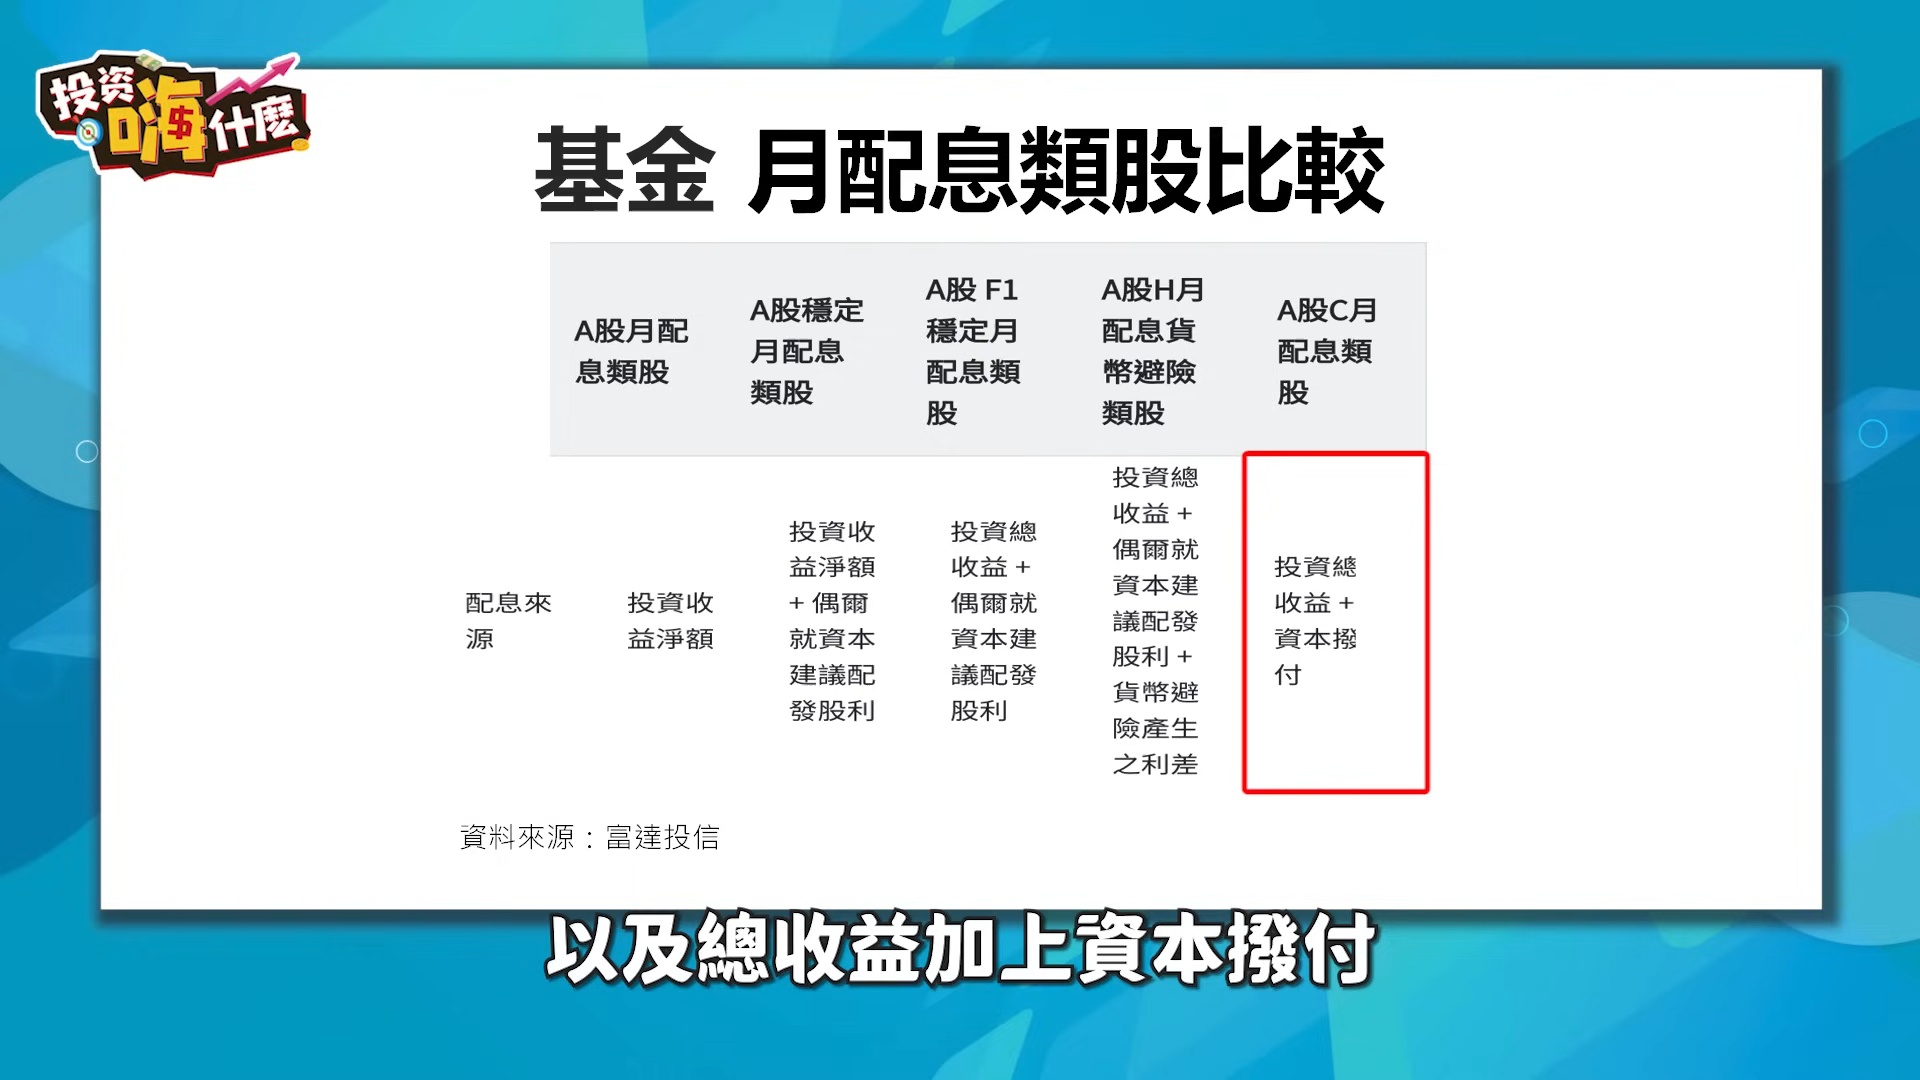 投资
嗨
什麼
基金 月配息類股比較
A股月配
息類股
A股穩定
月配息
類股
A股 F1
穩定月
配息類
股
A股H月
配息貨
幣避險
類股
A股C月
配息類
股
配息來
源
投資收
益淨額
投資收
益淨額
+ 偶爾
就資本
建議配
發股利
投資總
收益 +
偶爾就
資本建
議配發
股利
投資總
收益 +
偶爾就
資本建
議配發
股利 +
貨幣避
險產生
之利差
投資總
收益 +
資本撥
付
資料來源：富達投信
以及總收益加上資本撥付